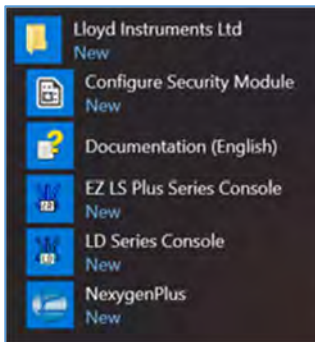 Lloyd Instruments Ltd
New
Configure Security Module
New
Documentation (English)
EZ LS Plus Series Console
New
LD Series Console
New
NexygenPlus
New